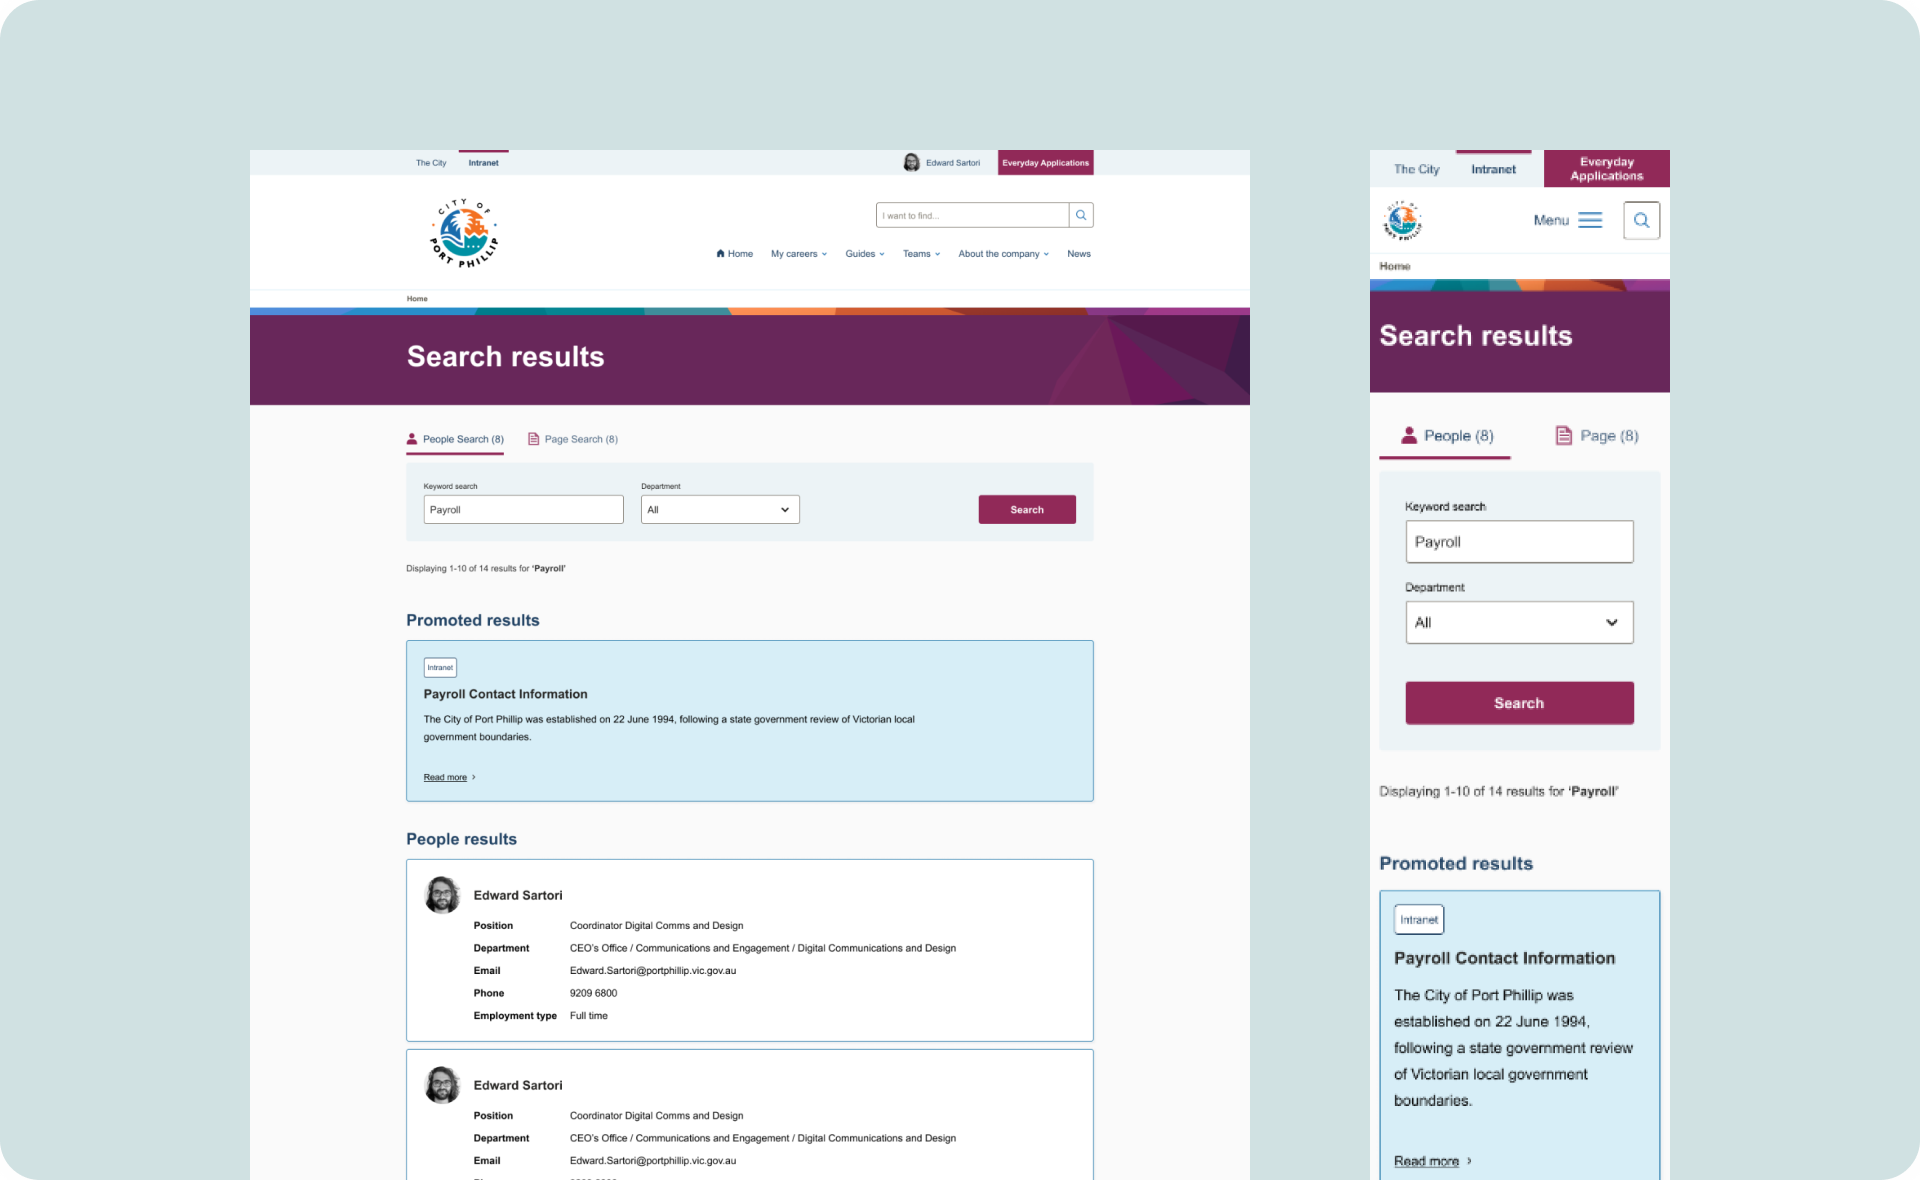 The City
Intranet
Edward Sartori
Everyday Applications
CITY OF
PORT PHILLIP
I want to find...
Home
My careers
Guides
Teams
About the company
News
Home
Search results
People Search (8)
Page Search (8)
Keyword search
Department
Payroll
All
Search
Displaying 1-10 of 14 results for ‘Payroll’
Promoted results
Intranet
Payroll Contact Information
The City of Port Phillip was established on 22 June 1994, following a state government review of Victorian local
government boundaries.
Read more
People results
Edward Sartori
Position Coordinator Digital Comms and Design
Department CEO’s Office / Communications and Engagement / Digital Communications and Design
Email Edward.Sartori@portphillip.vic.gov.au
Phone 9209 6800
Employment type Full time
Edward Sartori
Position Coordinator Digital Comms and Design
Department CEO’s Office / Communications and Engagement / Digital Communications and Design
Email Edward.Sartori@portphillip.vic.gov.au
The City
Intranet
Everyday
Applications
CITY OF
PORT PHILLIP
Menu
Home
Search results
People (8)
Page (8)
Keyword search
Payroll
Department
All
Search
Displaying 1-10 of 14 results for ‘Payroll’
Promoted results
Intranet
Payroll Contact Information
The City of Port Phillip was
established on 22 June 1994,
following a state government review
of Victorian local government
boundaries.
Read more